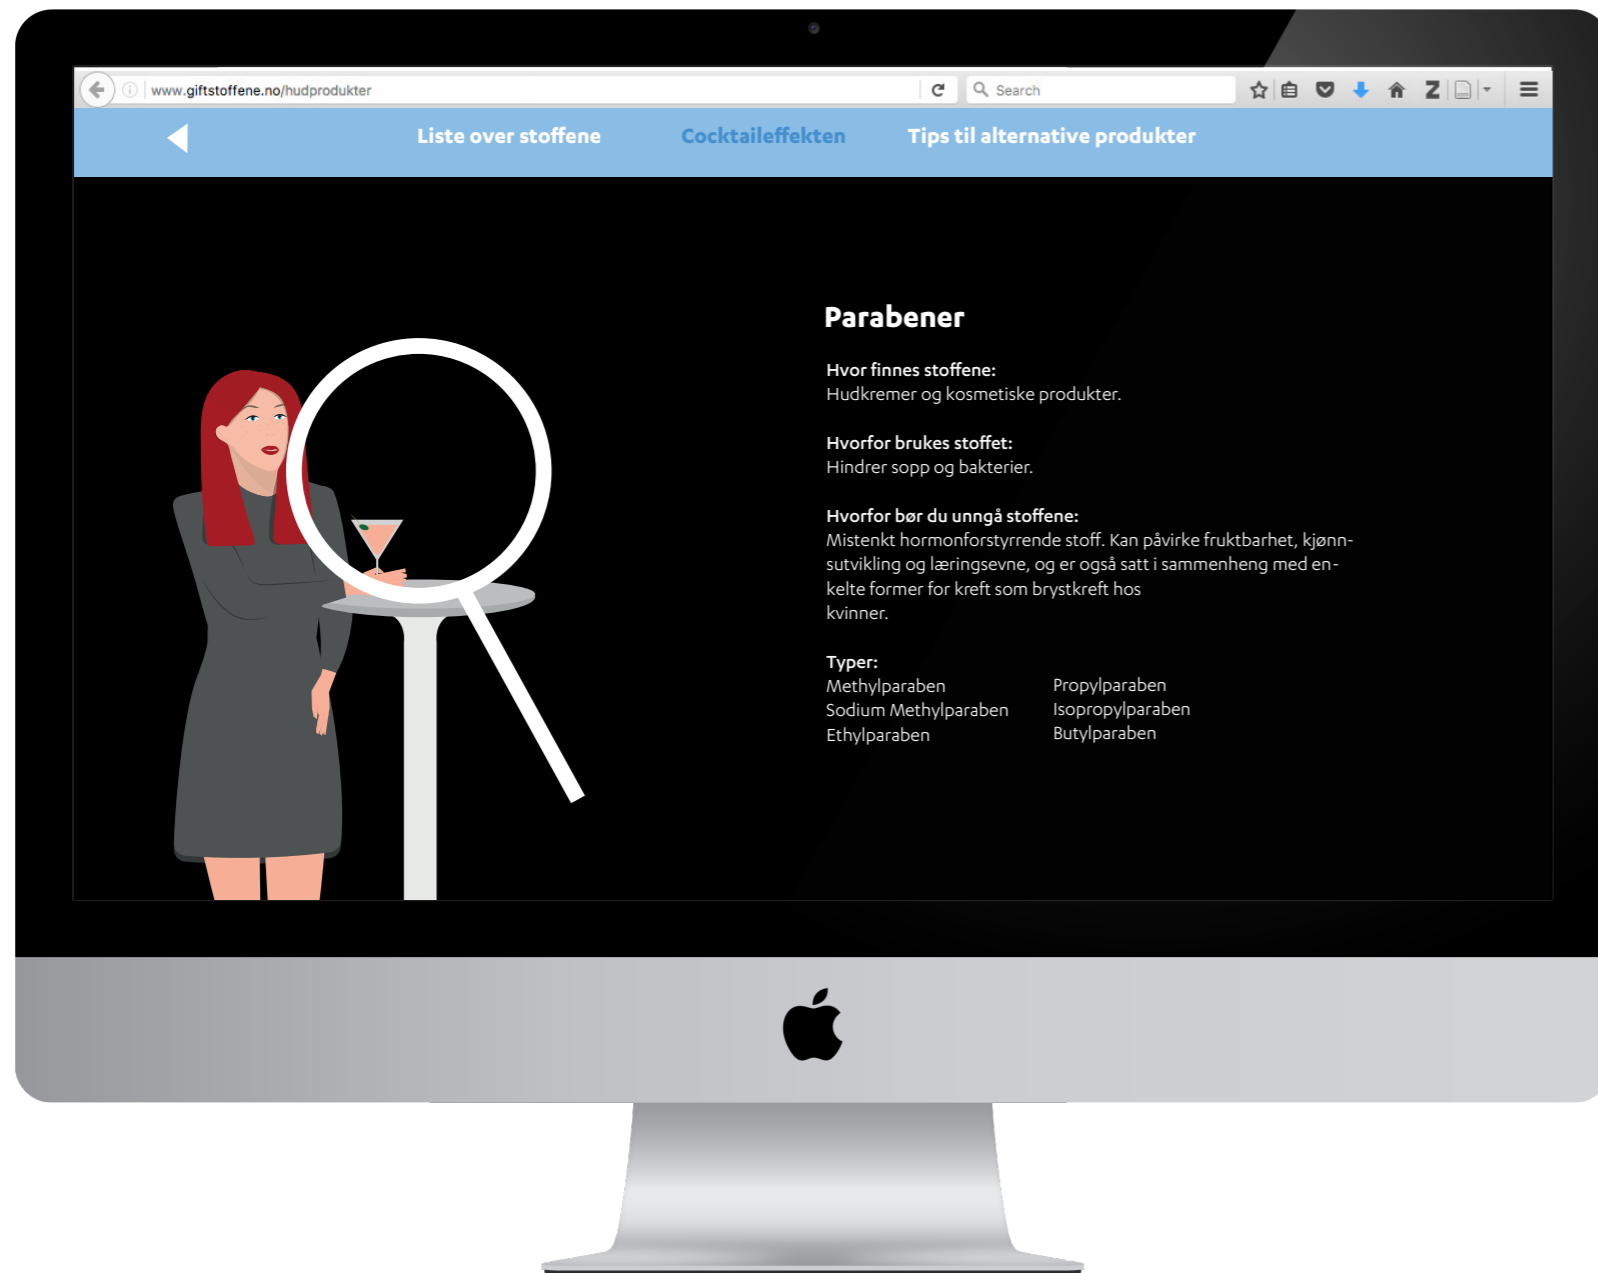 www.giftstoffene.no/hudprodukter
Search
Liste over stoffene
Cocktaileffekten
Tips til alternative produkter
Parabener
Hvor finnes stoffene:
Hudkremer og kosmetiske produkter.
Hvorfor brukes stoffet:
Hindrer sopp og bakterier.
Hvorfor bør du unngå stoffene:
Mistenkt hormonforstyrrende stoff. Kan påvirke fruktbarhet, kjønn-
sutvikling og læringsevne, og er også satt i sammenheng med en-
kelte former for kreft som brystkreft hos
kvinner.
Typer:
Methylparaben
Sodium Methylparaben
Ethylparaben
Propylparaben
Isopropylparaben
Butylparaben